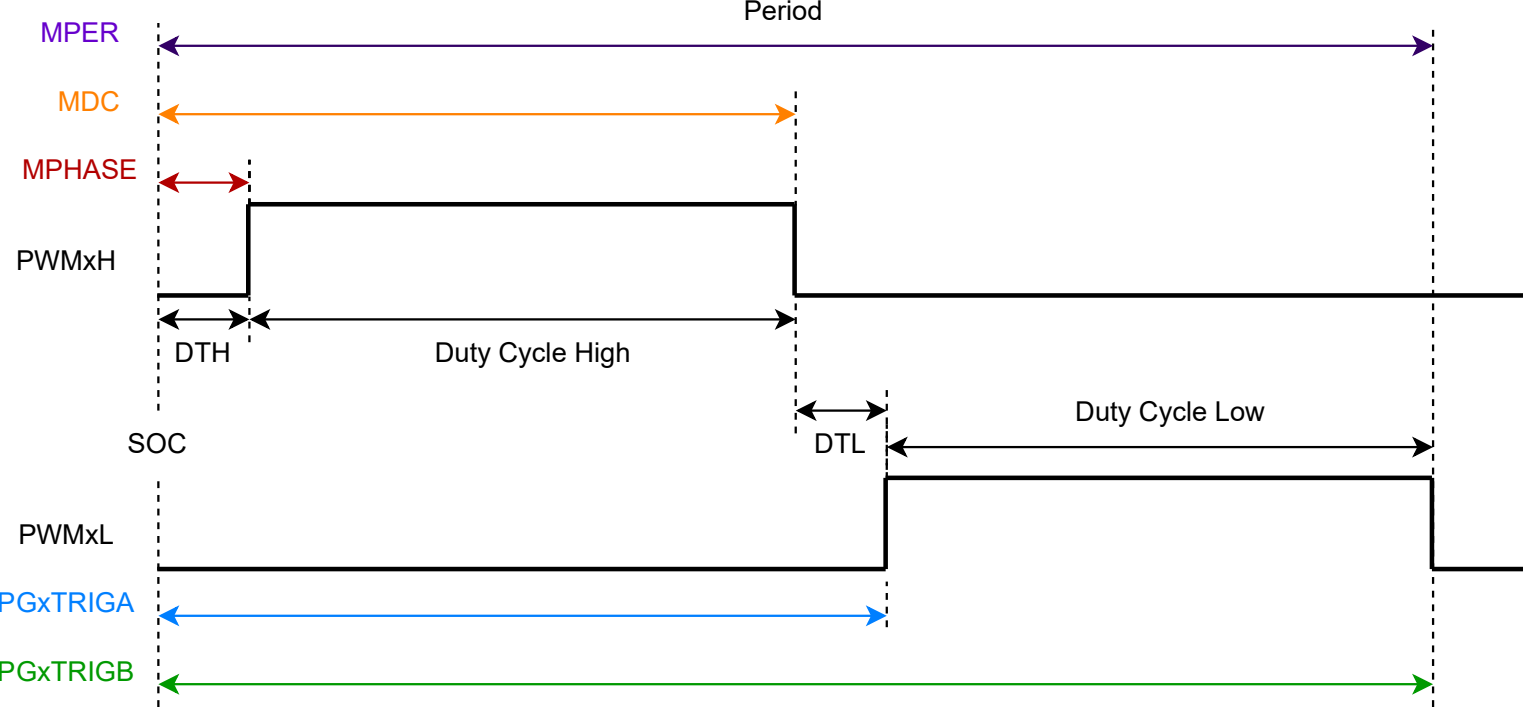 Period
MPER
MDC
MPHASE
PWMxH
DTH
Duty Cycle High
Duty Cycle Low
SOC
DTL
PWMxL
PGxTRIGA
PGxTRIGB